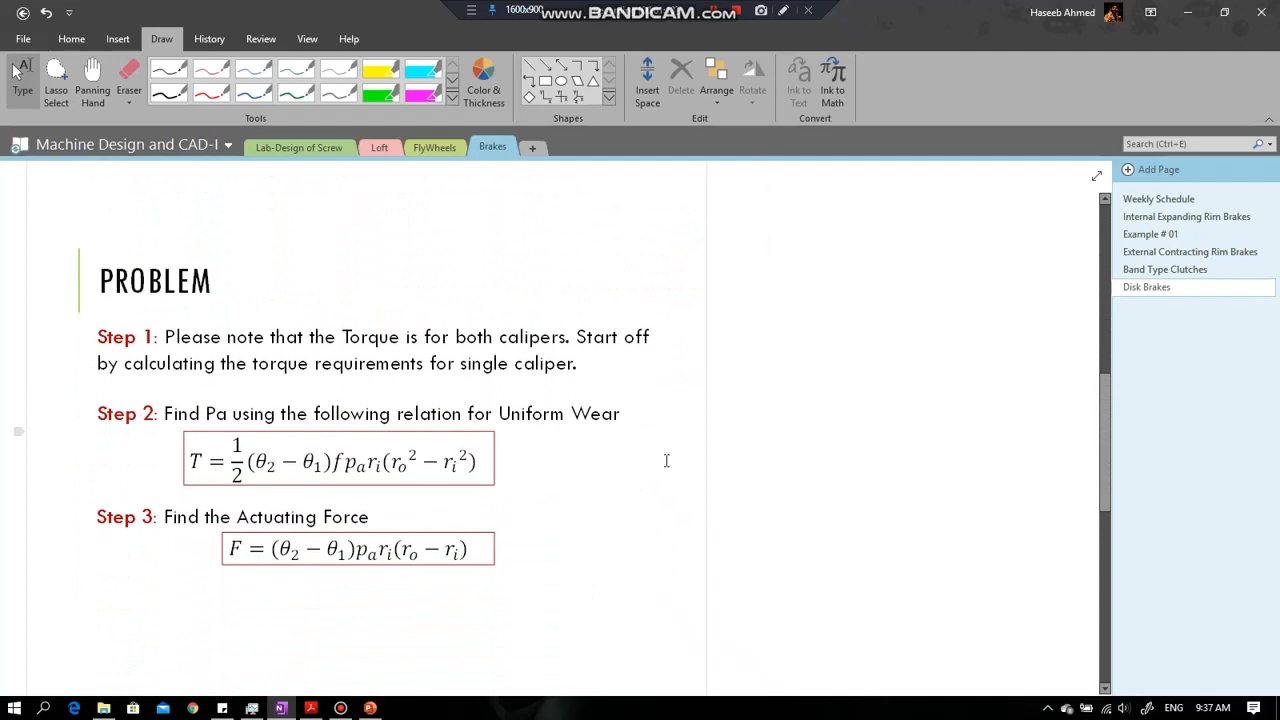 1600x900
www.BANDICAM.com
Haseeb Ahmed
File Home Insert Draw History Review View Help
Type
Lasso Select
Panning Hand
Eraser
Color & Thickness
Insert Space
Delete
Arrange
Rotate
Ink to Text
Ink to Math
Tools Shapes Edit Convert
Machine Design and CAD-I
Lab-Design of Screw Loft FlyWheels Brakes
Search (Ctrl+E)
Add Page
Weekly Schedule
Internal Expanding Rim Brakes
Example # 01
External Contracting Rim Brakes
Band Type Clutches
Disk Brakes
PROBLEM
Step 1: Please note that the Torque is for both calipers. Start off
by calculating the torque requirements for single caliper.
Step 2: Find Pa using the following relation for Uniform Wear
T = 1/2 (θ₂ − θ₁)fpₐrᵢ(rₒ² − rᵢ²)
Step 3: Find the Actuating Force
F = (θ₂ − θ₁)pₐrᵢ(rₒ − rᵢ)
ENG 9:37 AM